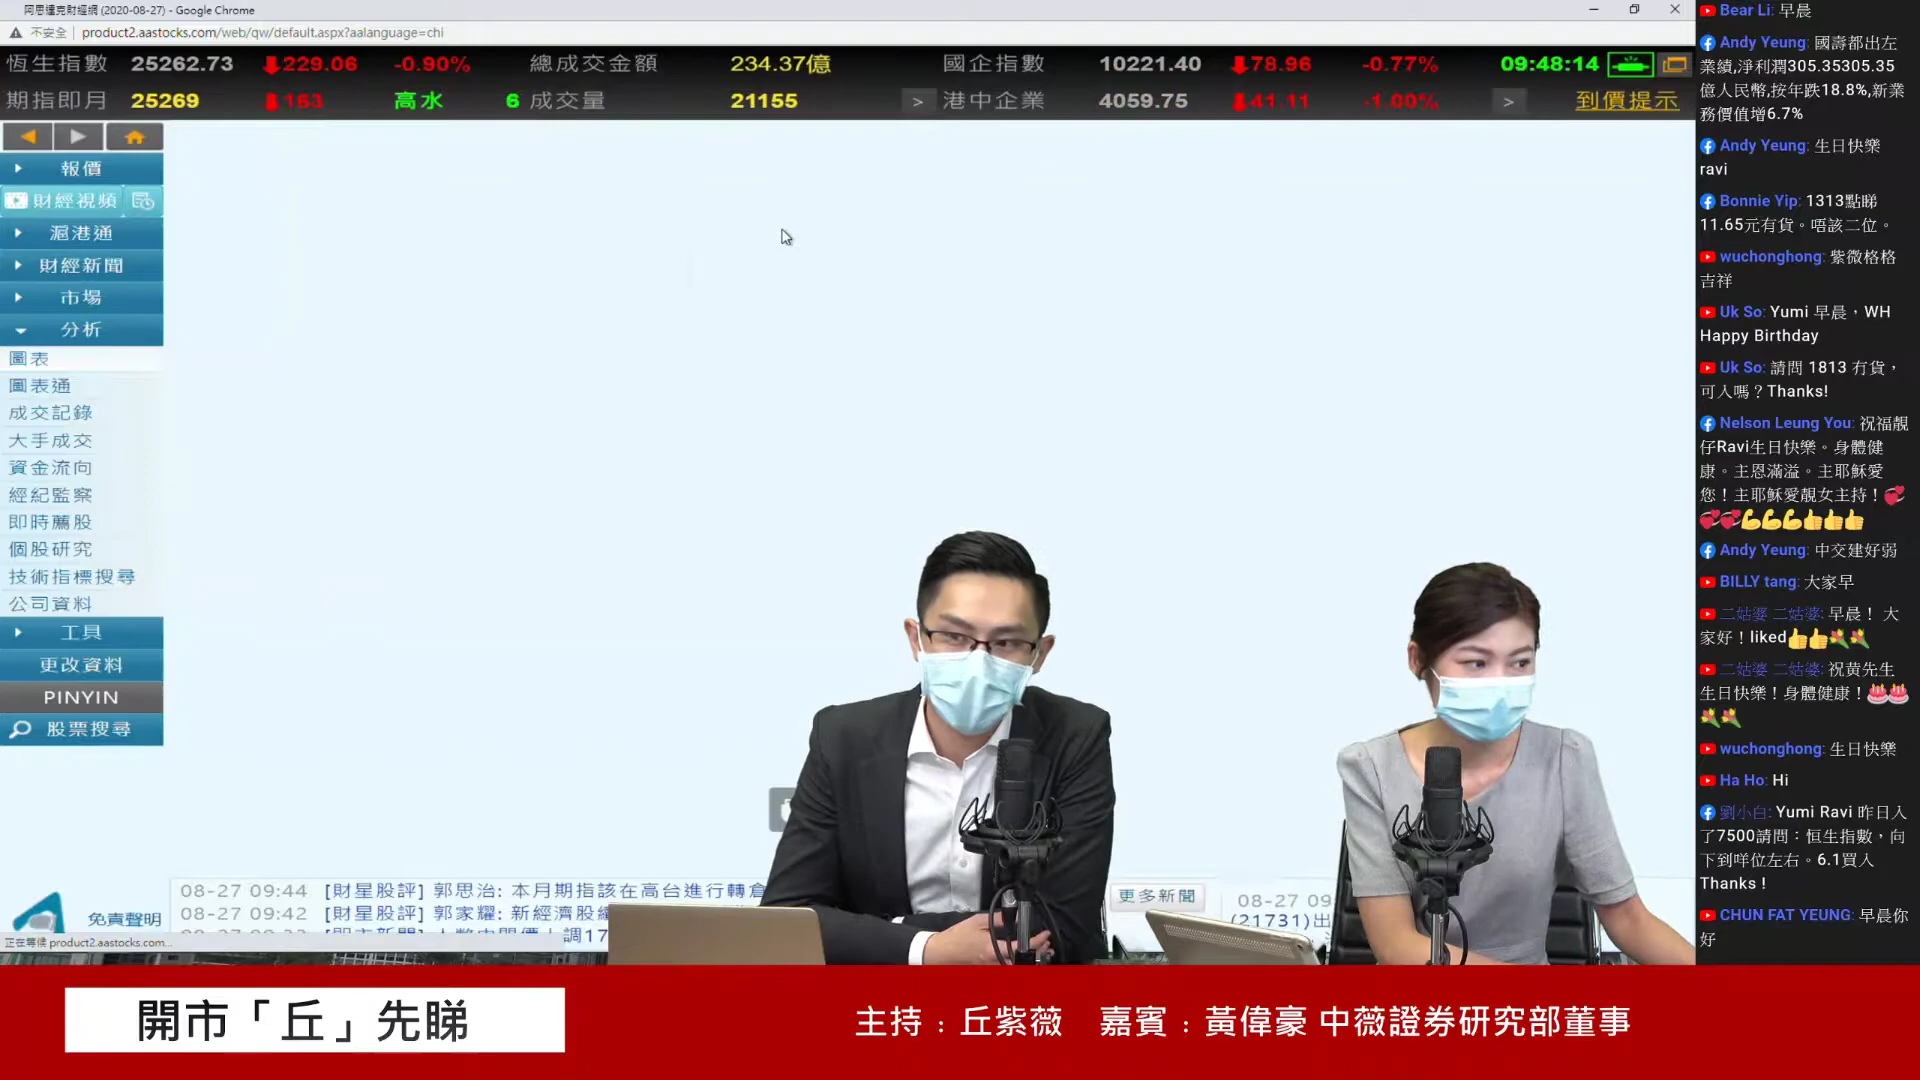 阿思達克財經網 (2020-08-27) - Google Chrome
不安全 | product2.aastocks.com/web/qw/default.aspx?aalanguage=chi
恆生指數 25262.73 229.06 -0.90% 總成交金額 234.37億 國企指數 10221.40 78.96 -0.77% 09:48:14
期指即月 25269 163 高水 6 成交量 21155 > 港中企業 4059.75 41.11 -1.00% > 到價提示
報價
財經視頻
滬港通
財經新聞
市場
分析
圖表
圖表通
成交記錄
大手成交
資金流向
經紀監察
即時薦股
個股研究
技術指標搜尋
公司資料
工具
更改資料
PINYIN
股票搜尋
免責聲明
正在等候 product2.aastocks.com...
08-27 09:44 [財星股評] 郭思治: 本月期指該在高台進行轉倉
08-27 09:42 [財星股評] 郭家耀: 新經濟股
更多新聞
08-27 09
(21731)出
Bear Li: 早晨
Andy Yeung: 國壽都出左
業績,淨利潤305.35305.35
億人民幣,按年跌18.8%,新業
務價值增6.7%
Andy Yeung: 生日快樂
ravi
Bonnie Yip: 1313點睇
11.65元有貨。唔該二位。
wuchonghong: 紫微格格
吉祥
Uk So: Yumi 早晨，WH
Happy Birthday
Uk So: 請問 1813 冇貨，
可入嗎？Thanks!
Nelson Leung You: 祝福靚
仔Ravi生日快樂。身體健
康。主恩滿溢。主耶穌愛
您！主耶穌愛靚女主持！💞
💞💞💪💪💪👍👍👍
Andy Yeung: 中交建好弱
BILLY tang: 大家早
二姑婆 二姑婆: 早晨！ 大
家好！liked👍👍💐💐
二姑婆 二姑婆: 祝黄先生
生日快樂！身體健康！🎂🎂
💐💐
wuchonghong: 生日快樂
Ha Ho: Hi
劉小白: Yumi Ravi 昨日入
了7500請問：恒生指數，向
下到咩位左右。6.1買入
Thanks !
CHUN FAT YEUNG: 早晨你
好
開市「丘」先睇
主持：丘紫薇 嘉賓：黃偉豪 中薇證券研究部董事